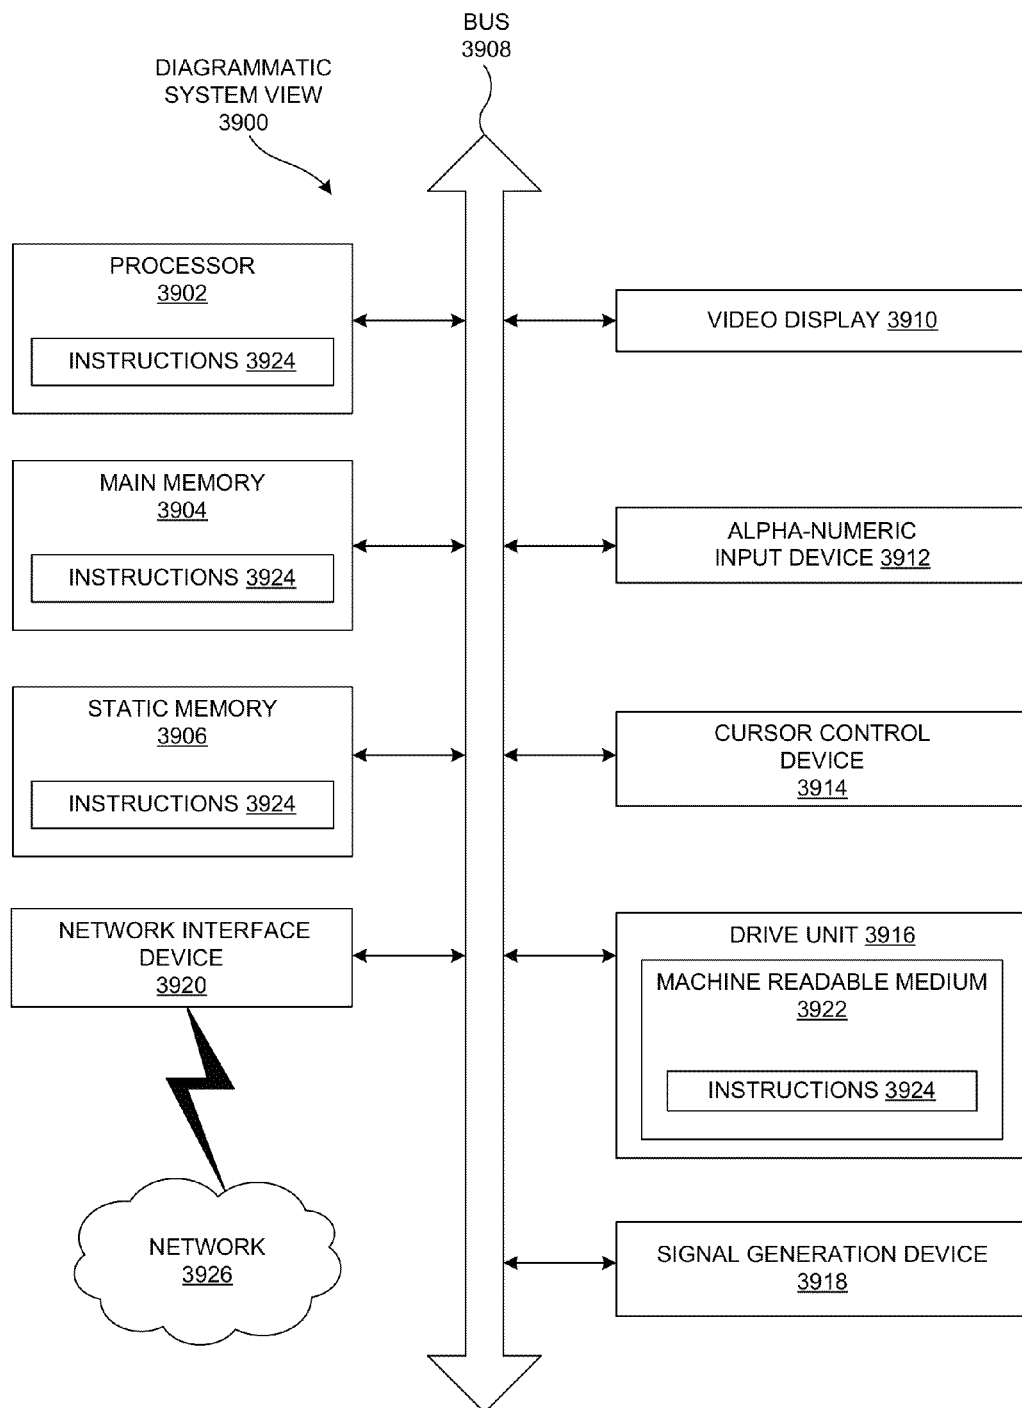 BUS
3908
DIAGRAMMATIC
SYSTEM VIEW
3900
PROCESSOR
3902
INSTRUCTIONS 3924
MAIN MEMORY
3904
INSTRUCTIONS 3924
STATIC MEMORY
3906
INSTRUCTIONS 3924
NETWORK INTERFACE
DEVICE
3920
NETWORK
3926
VIDEO DISPLAY 3910
ALPHA-NUMERIC
INPUT DEVICE 3912
CURSOR CONTROL
DEVICE
3914
DRIVE UNIT 3916
MACHINE READABLE MEDIUM
3922
INSTRUCTIONS 3924
SIGNAL GENERATION DEVICE
3918